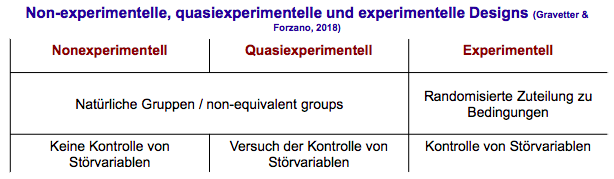 Non-experimentelle, quasiexperimentelle und experimentelle Designs (Gravetter &
Forzano, 2018)
Nonexperimentell Quasiexperimentell Experimentell
Natürliche Gruppen / non-equivalent groups
Randomisierte Zuteilung zu
Bedingungen
Keine Kontrolle von
Störvariablen
Versuch der Kontrolle von
Störvariablen
Kontrolle von Störvariablen